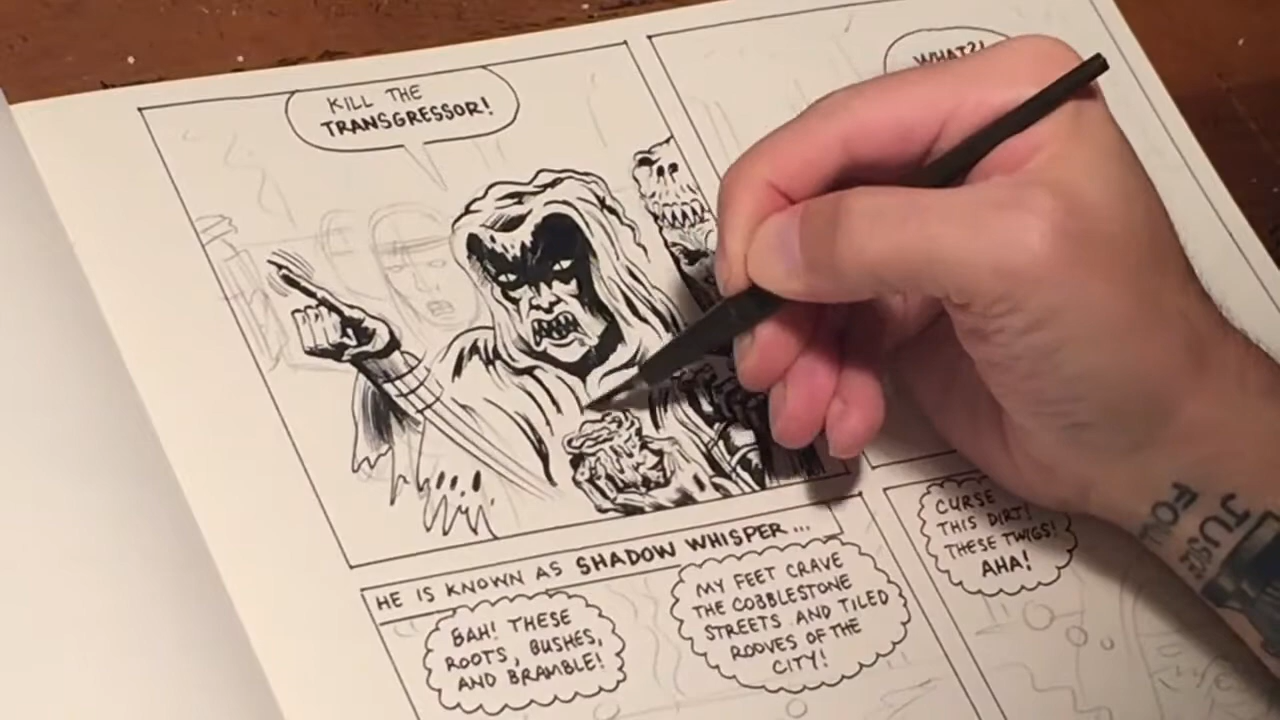 KILL THE
TRANSGRESSOR!
WHAT?!
HE IS KNOWN AS SHADOW WHISPER...
BAH! THESE
ROOTS, BUSHES,
AND BRAMBLE!
MY FEET CRAVE
THE COBBLESTONE
STREETS AND TILED
ROOVES OF THE
CITY!
CURSE
THIS DIRT!
THESE TWIGS!
AHA!